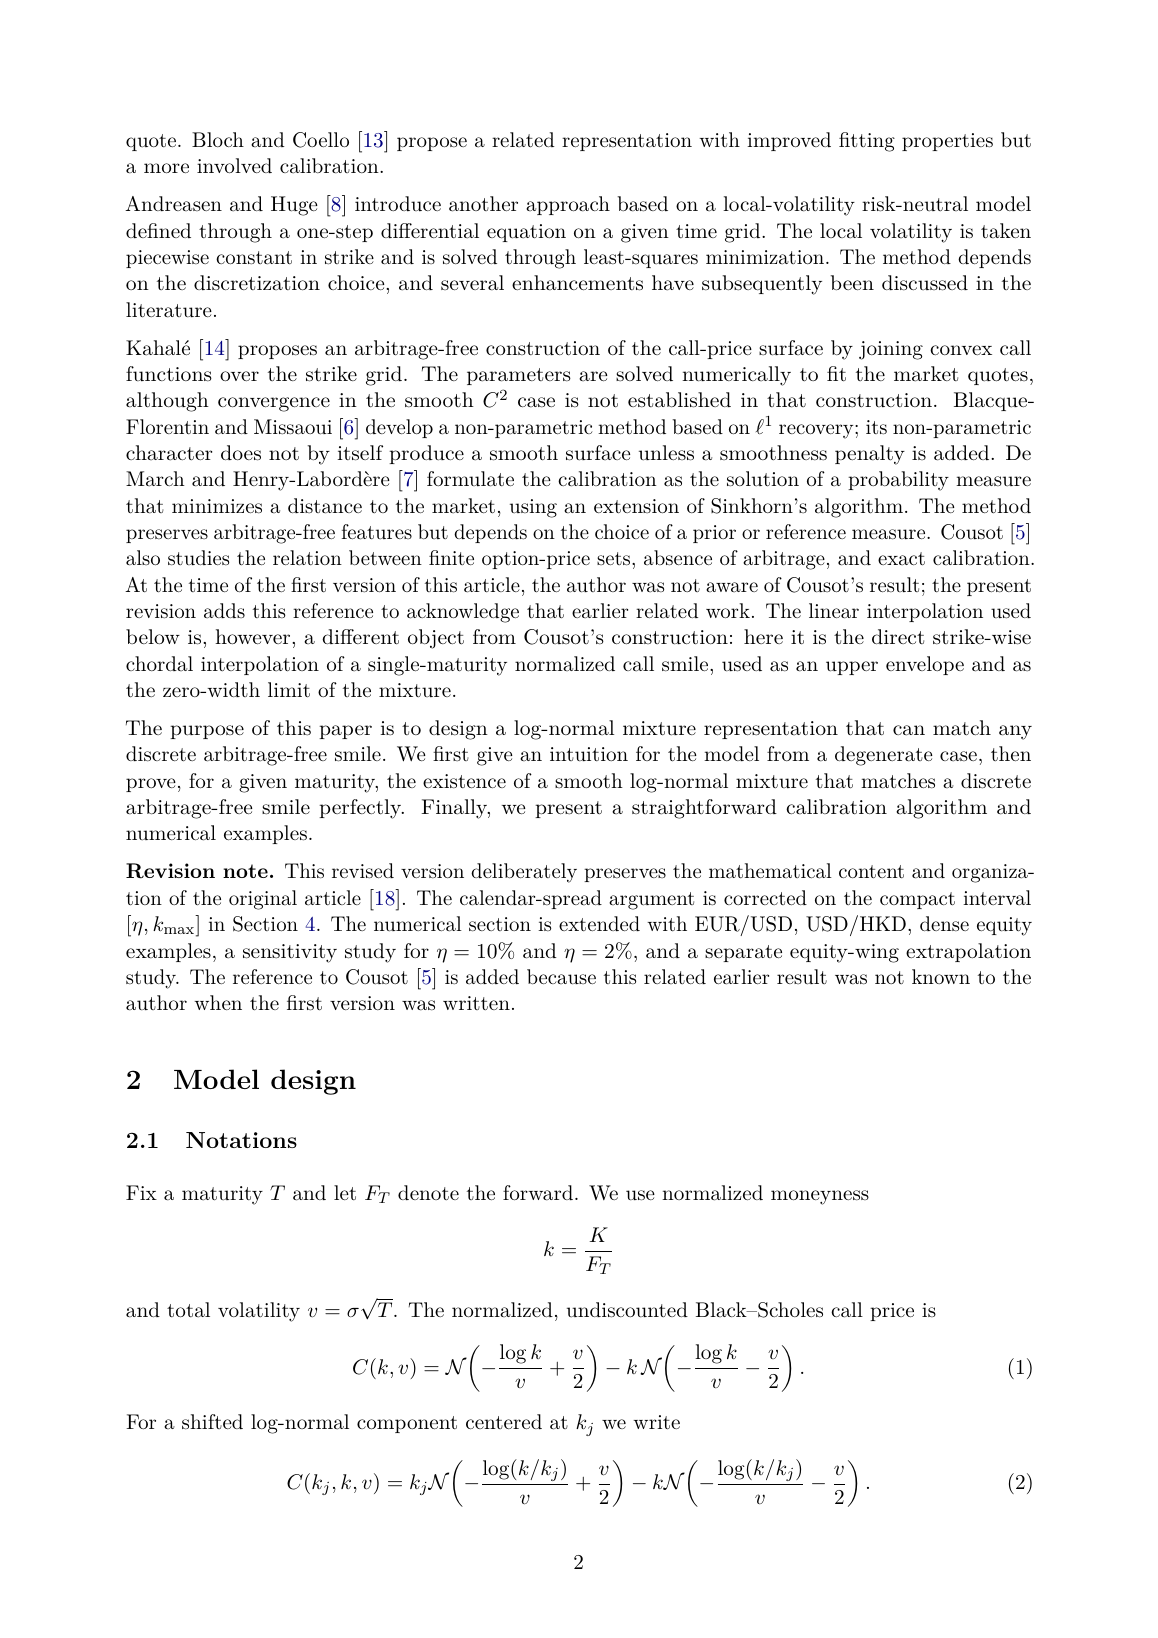 quote. Bloch and Coello [13] propose a related representation with improved fitting properties but
a more involved calibration.
Andreasen and Huge [8] introduce another approach based on a local-volatility risk-neutral model
defined through a one-step differential equation on a given time grid. The local volatility is taken
piecewise constant in strike and is solved through least-squares minimization. The method depends
on the discretization choice, and several enhancements have subsequently been discussed in the
literature.
Kahalé [14] proposes an arbitrage-free construction of the call-price surface by joining convex call
functions over the strike grid. The parameters are solved numerically to fit the market quotes,
although convergence in the smooth C² case is not established in that construction. Blacque-
Florentin and Missaoui [6] develop a non-parametric method based on ℓ¹ recovery; its non-parametric
character does not by itself produce a smooth surface unless a smoothness penalty is added. De
March and Henry-Labordère [7] formulate the calibration as the solution of a probability measure
that minimizes a distance to the market, using an extension of Sinkhorn's algorithm. The method
preserves arbitrage-free features but depends on the choice of a prior or reference measure. Cousot [5]
also studies the relation between finite option-price sets, absence of arbitrage, and exact calibration.
At the time of the first version of this article, the author was not aware of Cousot's result; the present
revision adds this reference to acknowledge that earlier related work. The linear interpolation used
below is, however, a different object from Cousot's construction: here it is the direct strike-wise
chordal interpolation of a single-maturity normalized call smile, used as an upper envelope and as
the zero-width limit of the mixture.
The purpose of this paper is to design a log-normal mixture representation that can match any
discrete arbitrage-free smile. We first give an intuition for the model from a degenerate case, then
prove, for a given maturity, the existence of a smooth log-normal mixture that matches a discrete
arbitrage-free smile perfectly. Finally, we present a straightforward calibration algorithm and
numerical examples.
Revision note. This revised version deliberately preserves the mathematical content and organiza-
tion of the original article [18]. The calendar-spread argument is corrected on the compact interval
[η, k_max] in Section 4. The numerical section is extended with EUR/USD, USD/HKD, dense equity
examples, a sensitivity study for η = 10% and η = 2%, and a separate equity-wing extrapolation
study. The reference to Cousot [5] is added because this related earlier result was not known to the
author when the first version was written.
2 Model design
2.1 Notations
Fix a maturity T and let F_T denote the forward. We use normalized moneyness
k = K / F_T
and total volatility v = σ√T. The normalized, undiscounted Black–Scholes call price is
C(k, v) = 𝒩(−(log k)/v + v/2) − k 𝒩(−(log k)/v − v/2). (1)
For a shifted log-normal component centered at k_j we write
C(k_j, k, v) = k_j 𝒩(−(log(k/k_j))/v + v/2) − k𝒩(−(log(k/k_j))/v − v/2). (2)
2